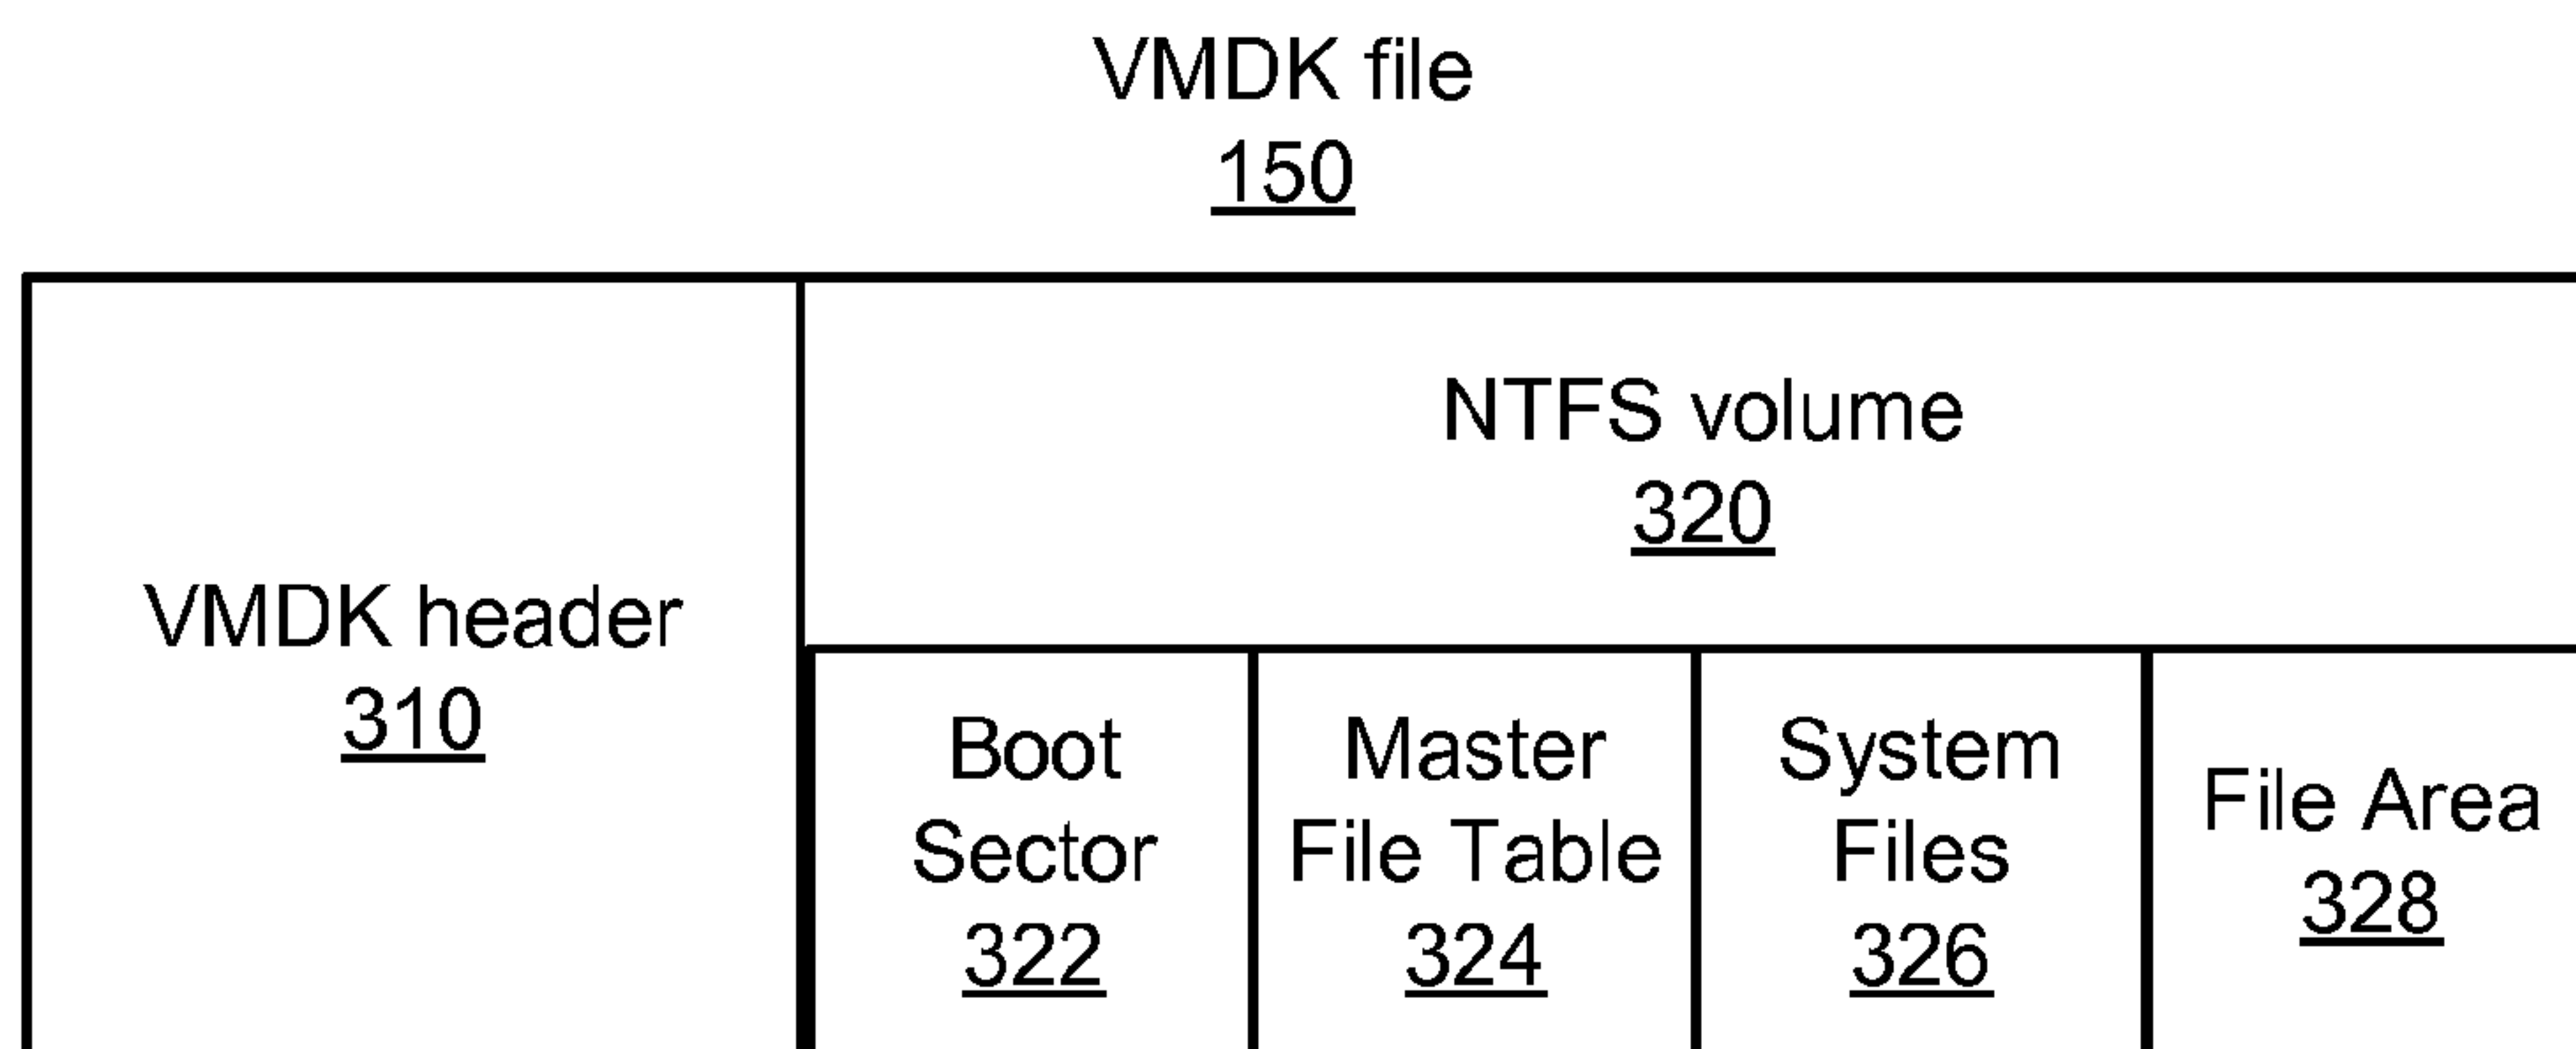 VMDK file
150
NTFS volume
320
VMDK header
310
Boot
Sector
322
Master
File Table
324
System
Files
326
File Area
328